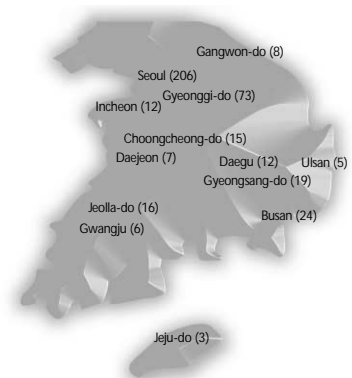 Gangwon-do (8)
Seoul (206)
Gyeonggi-do (73)
Incheon (12)
Choongcheong-do (15)
Daejeon (7)
Daegu (12)
Ulsan (5)
Gyeongsang-do (19)
Jeolla-do (16)
Busan (24)
Gwangju (6)
Jeju-do (3)